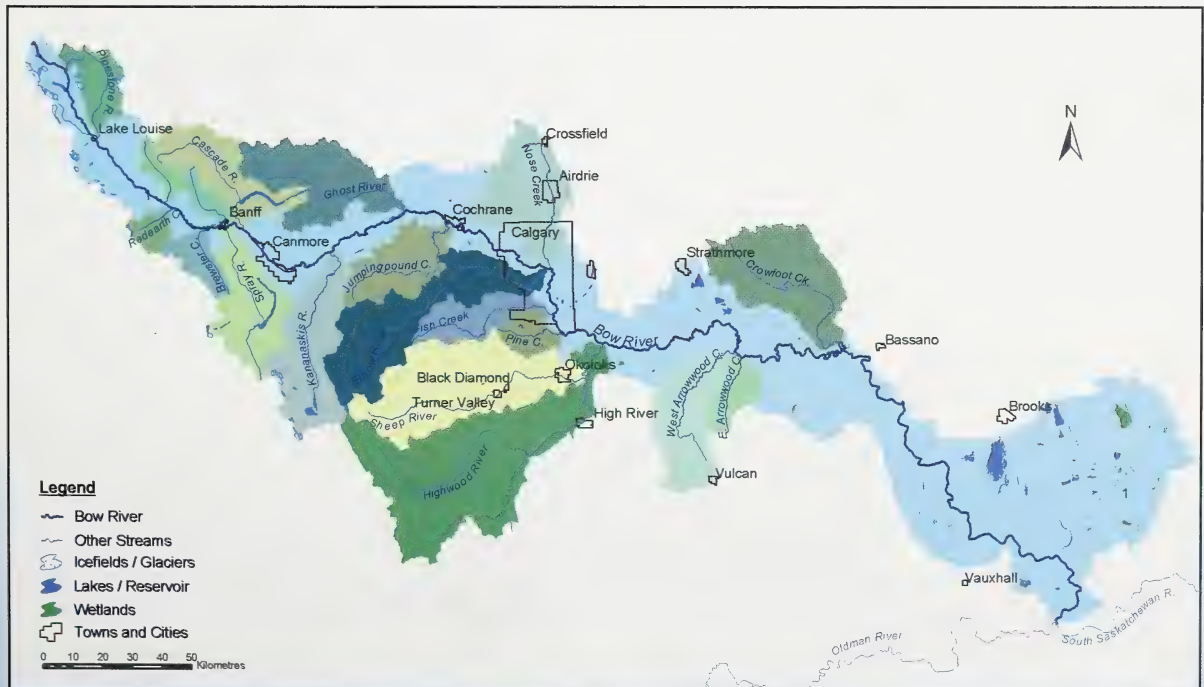 N
Pipestone R.
Lake Louise
Cascade R.
Ghost River
Crossfield
Nose Creek
Airdrie
Banff
Redearth C.
Brewster C.
Spray R.
Canmore
Cochrane
Calgary
Jumpingpound C.
Kananaskis R.
Strathmore
Crowfoot Ck.
Fish Creek
Pine C.
Bow River
Bassano
Okotoks
Black Diamond
Turner Valley
Sheep River
High River
Highwood River
West Arrowwood C.
E. Arrowwood C.
Vulcan
Brooks
Vauxhall
Oldman River
South Saskatchewan R.
Legend
Bow River
Other Streams
Icefields / Glaciers
Lakes / Reservoir
Wetlands
Towns and Cities
0 10 20 30 40 50
Kilometres